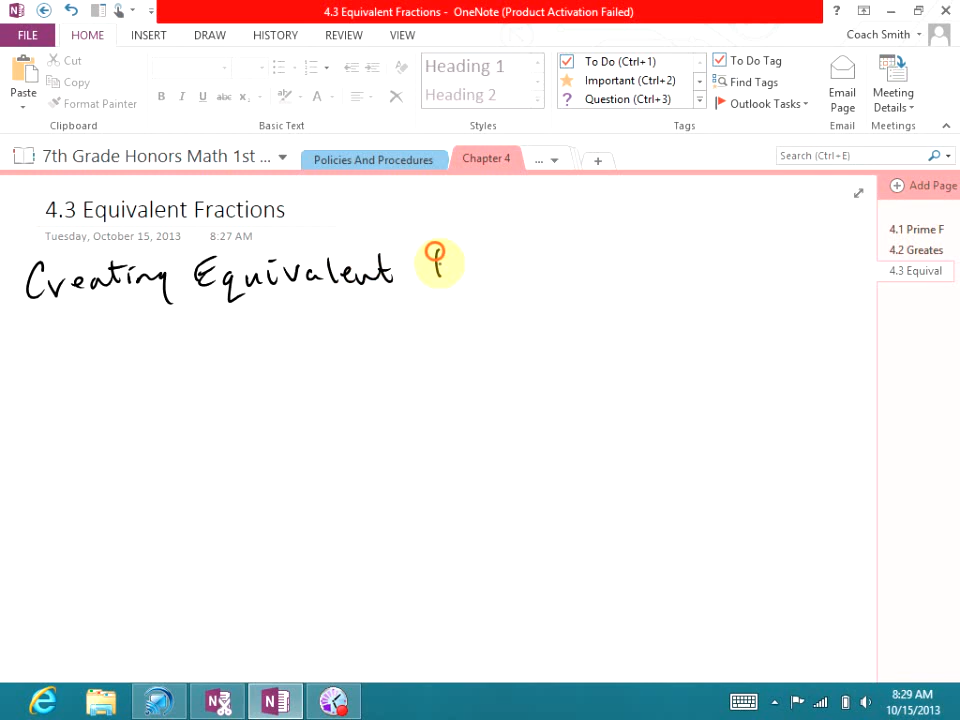 4.3 Equivalent Fractions - OneNote (Product Activation Failed)
?
FILE HOME INSERT DRAW HISTORY REVIEW VIEW
Coach Smith
Paste
Cut
Copy
Format Painter
Clipboard
B I U abc x₂ ab A
Basic Text
Heading 1
Heading 2
Styles
To Do (Ctrl+1)
Important (Ctrl+2)
? Question (Ctrl+3)
To Do Tag
Find Tags
Outlook Tasks
Tags
Email Page
Email
Meeting Details
Meetings
7th Grade Honors Math 1st ...
Policies And Procedures
Chapter 4
...
+
Search (Ctrl+E)
4.3 Equivalent Fractions
Tuesday, October 15, 2013 8:27 AM
Creating Equivalent
Add Page
4.1 Prime F
4.2 Greates
4.3 Equival
8:29 AM
10/15/2013